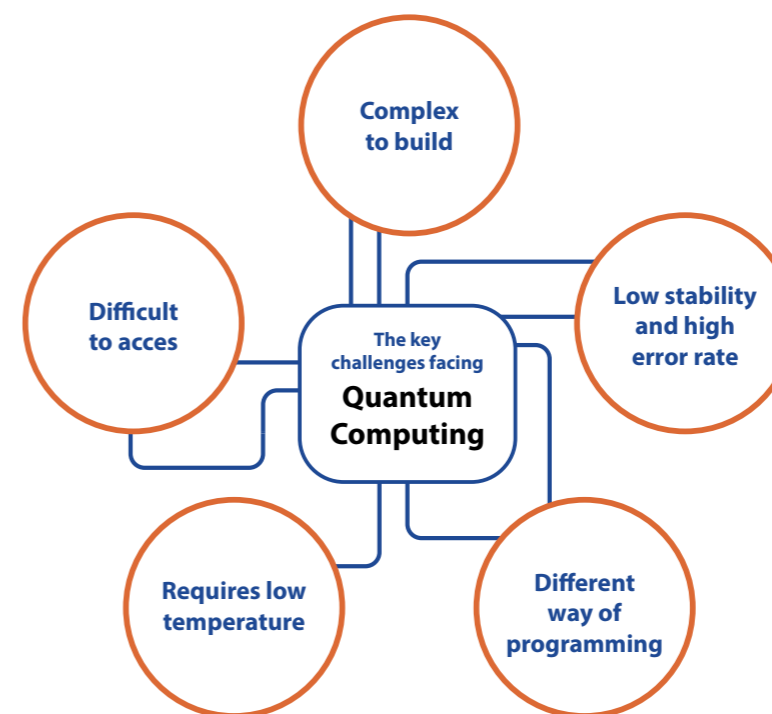 Complex
to build
Difficult
to acces
Low stability
and high
error rate
The key
challenges facing
Quantum
Computing
Requires low
temperature
Different
way of
programming